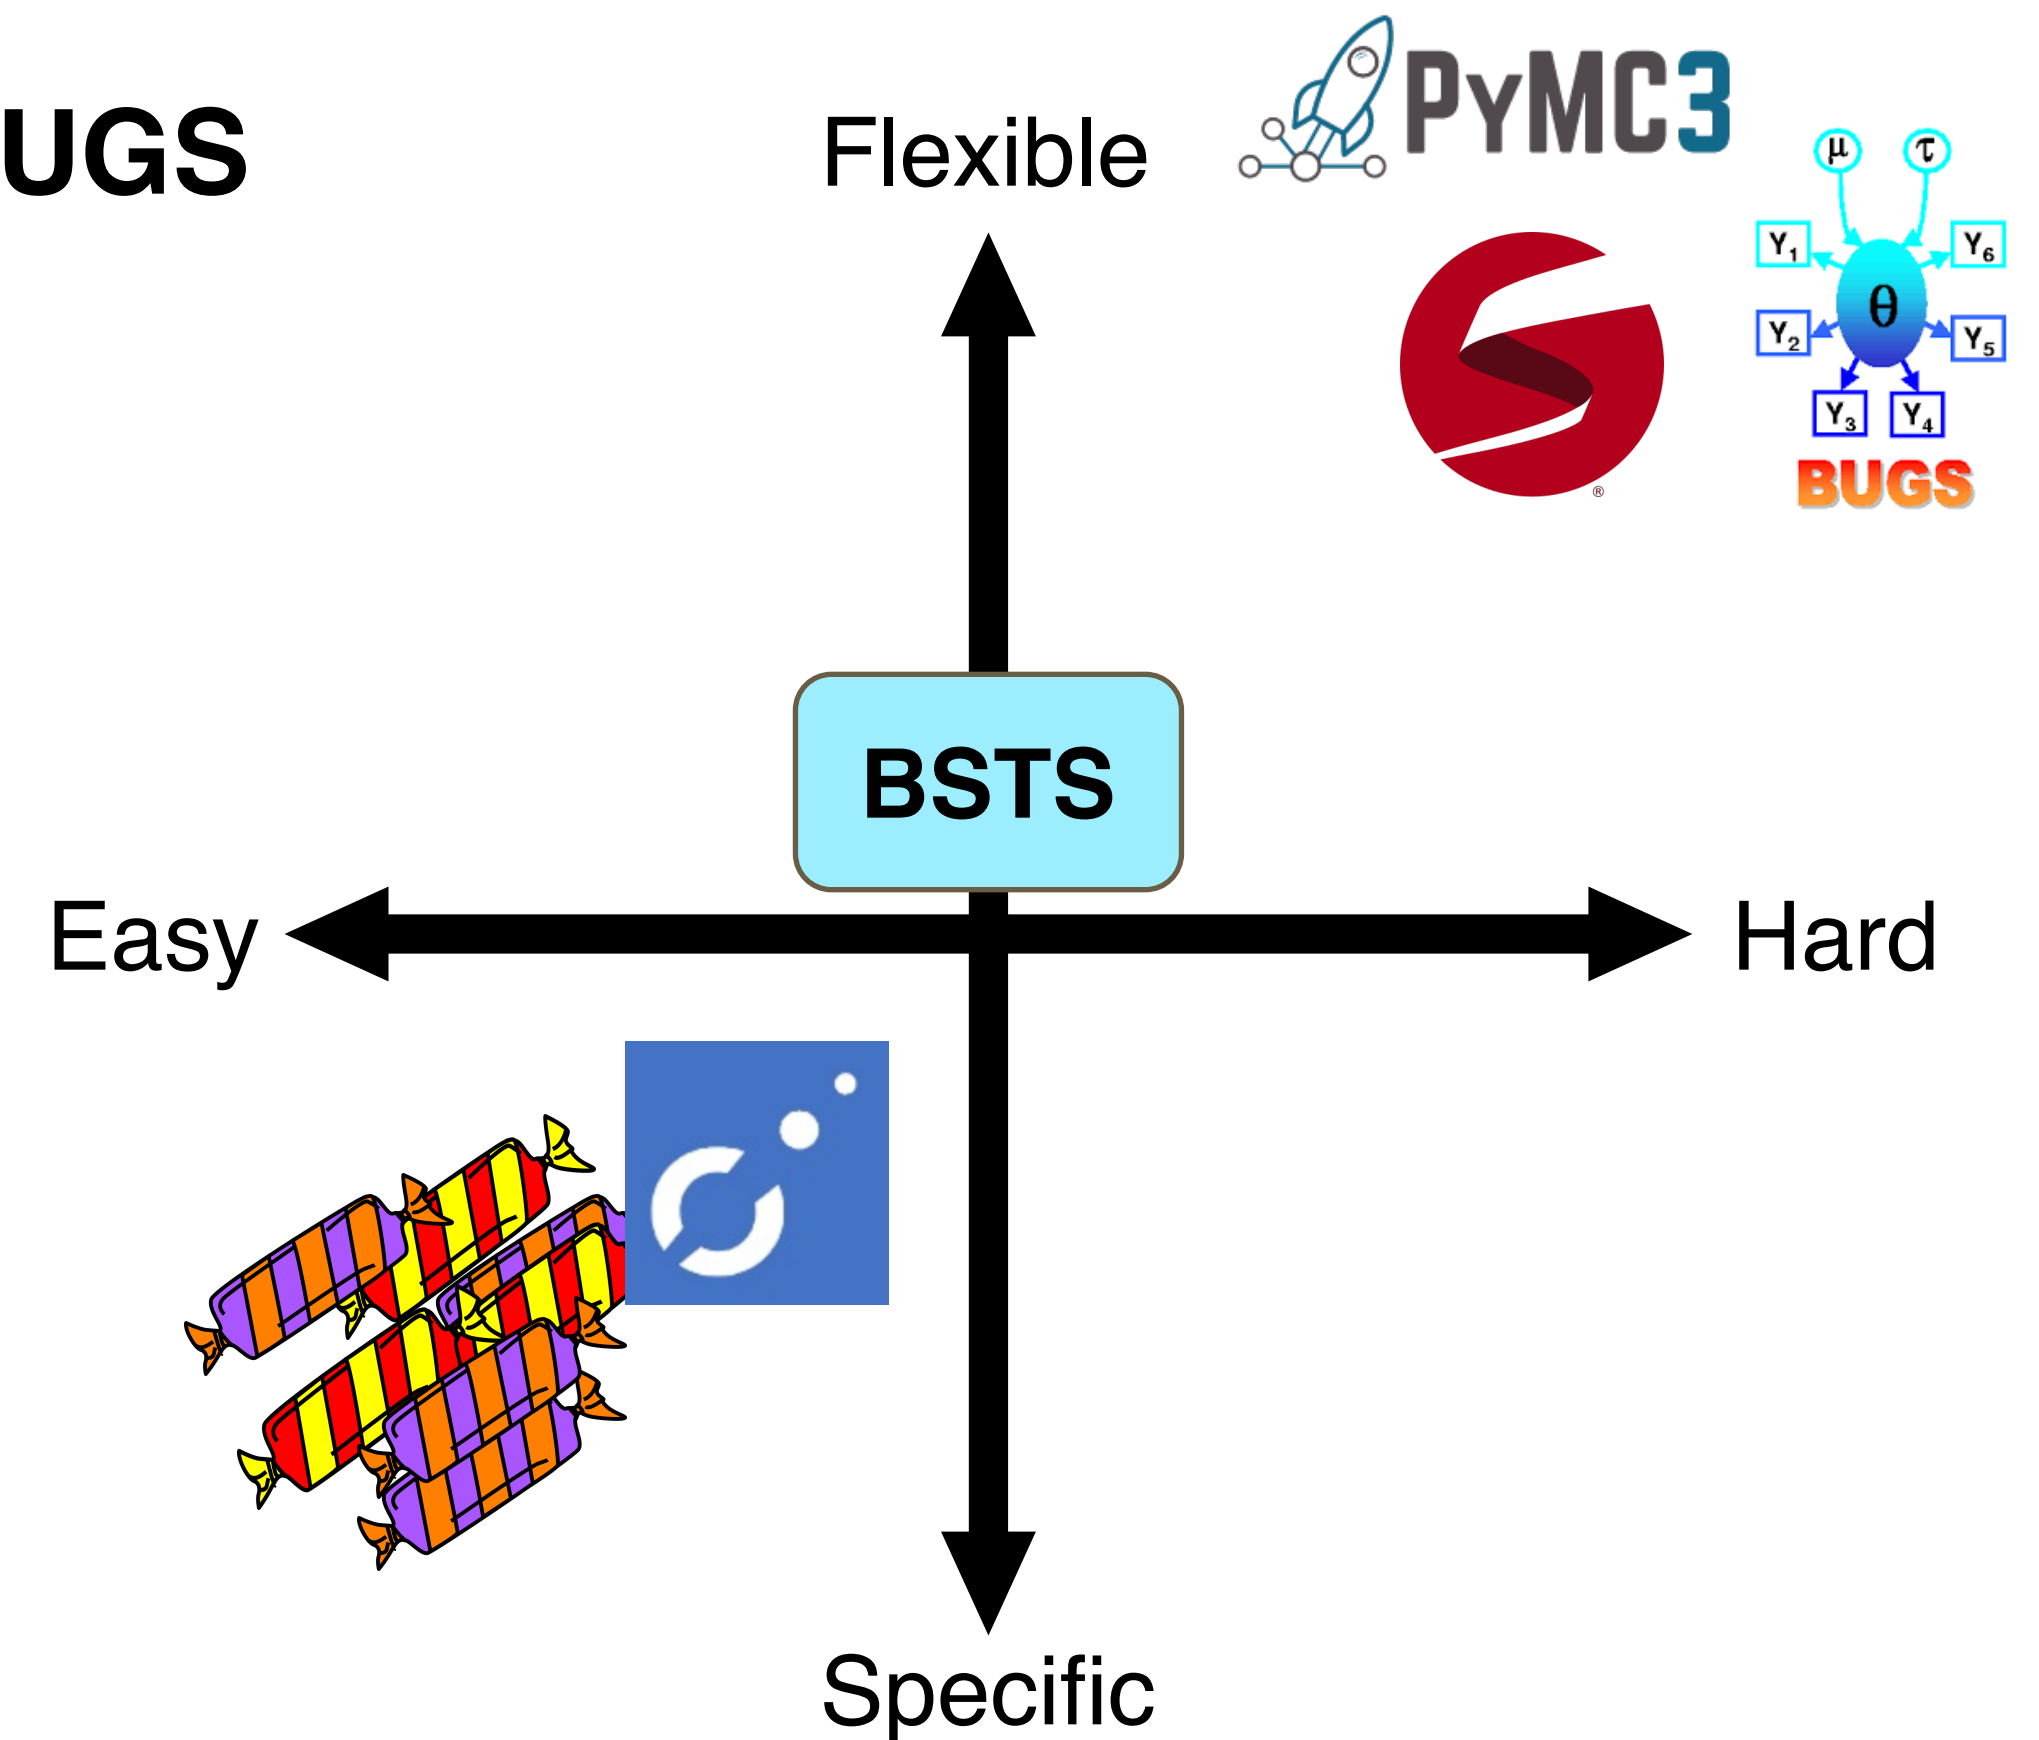 UGS
Flexible
PyMC3
μ τ
Y1 Y6
θ
Y2 Y5
Y3 Y4
BUGS
®
BSTS
Easy
Hard
Specific